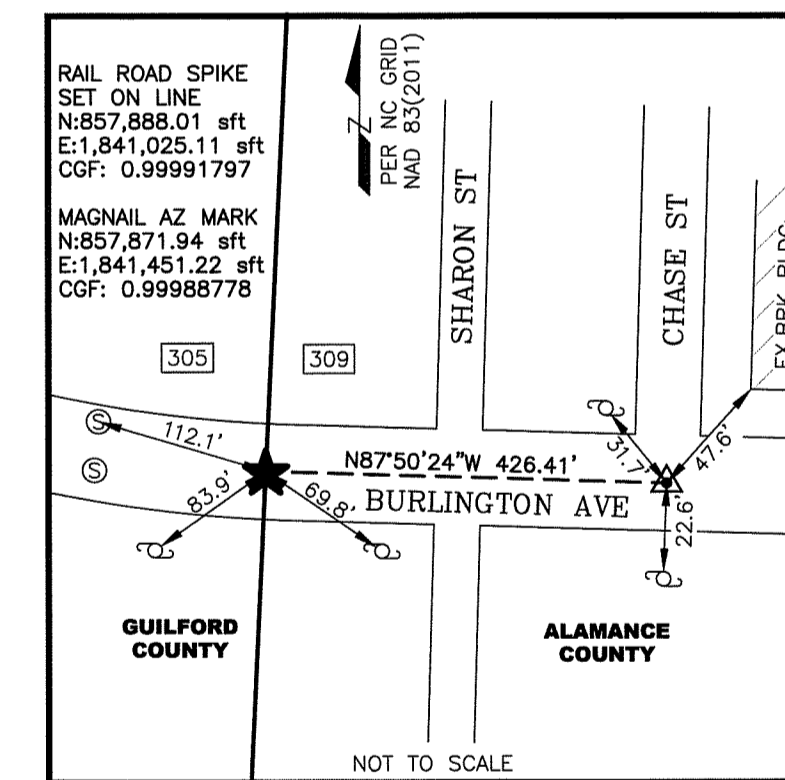 RAIL ROAD SPIKE
SET ON LINE
N:857,888.01 sft
E:1,841,025.11 sft
CGF: 0.99991797
MAGNAIL AZ MARK
N:857,871.94 sft
E:1,841,451.22 sft
CGF: 0.99988778
Z
PER NC GRID
NAD 83(2011)
SHARON ST
CHASE ST
305
309
S
S
112.1'
83.9'
69.8'
N87°50'24"W 426.41'
BURLINGTON AVE
31.7'
47.6'
22.6'
GUILFORD
COUNTY
ALAMANCE
COUNTY
NOT TO SCALE